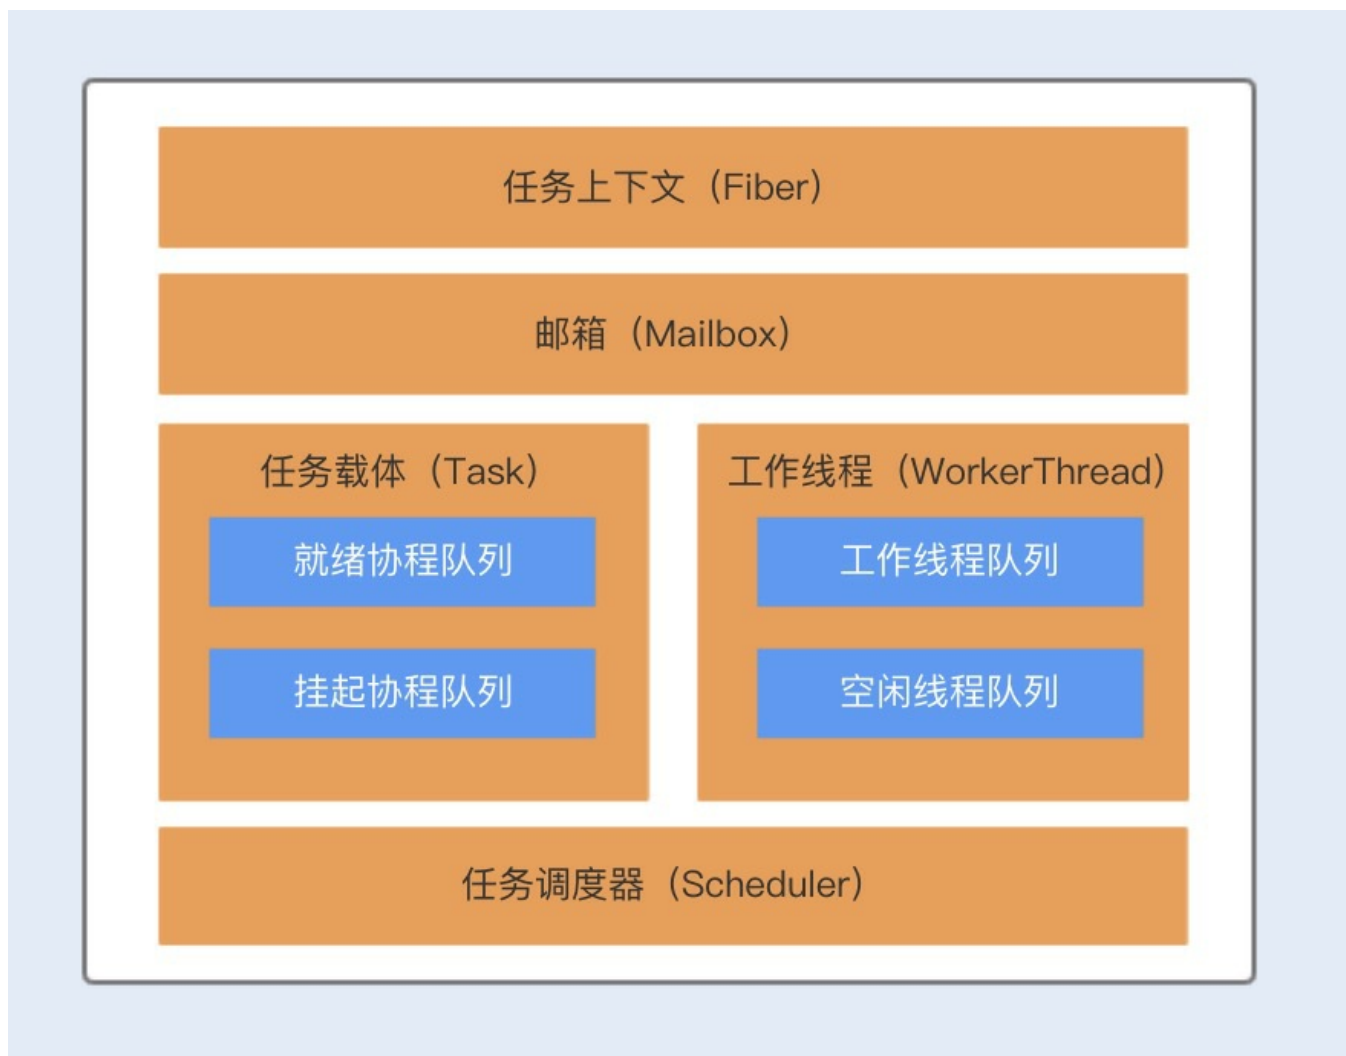 任务上下文（Fiber）
邮箱（Mailbox）
任务载体（Task）
就绪协程队列
挂起协程队列
工作线程（WorkerThread）
工作线程队列
空闲线程队列
任务调度器（Scheduler）